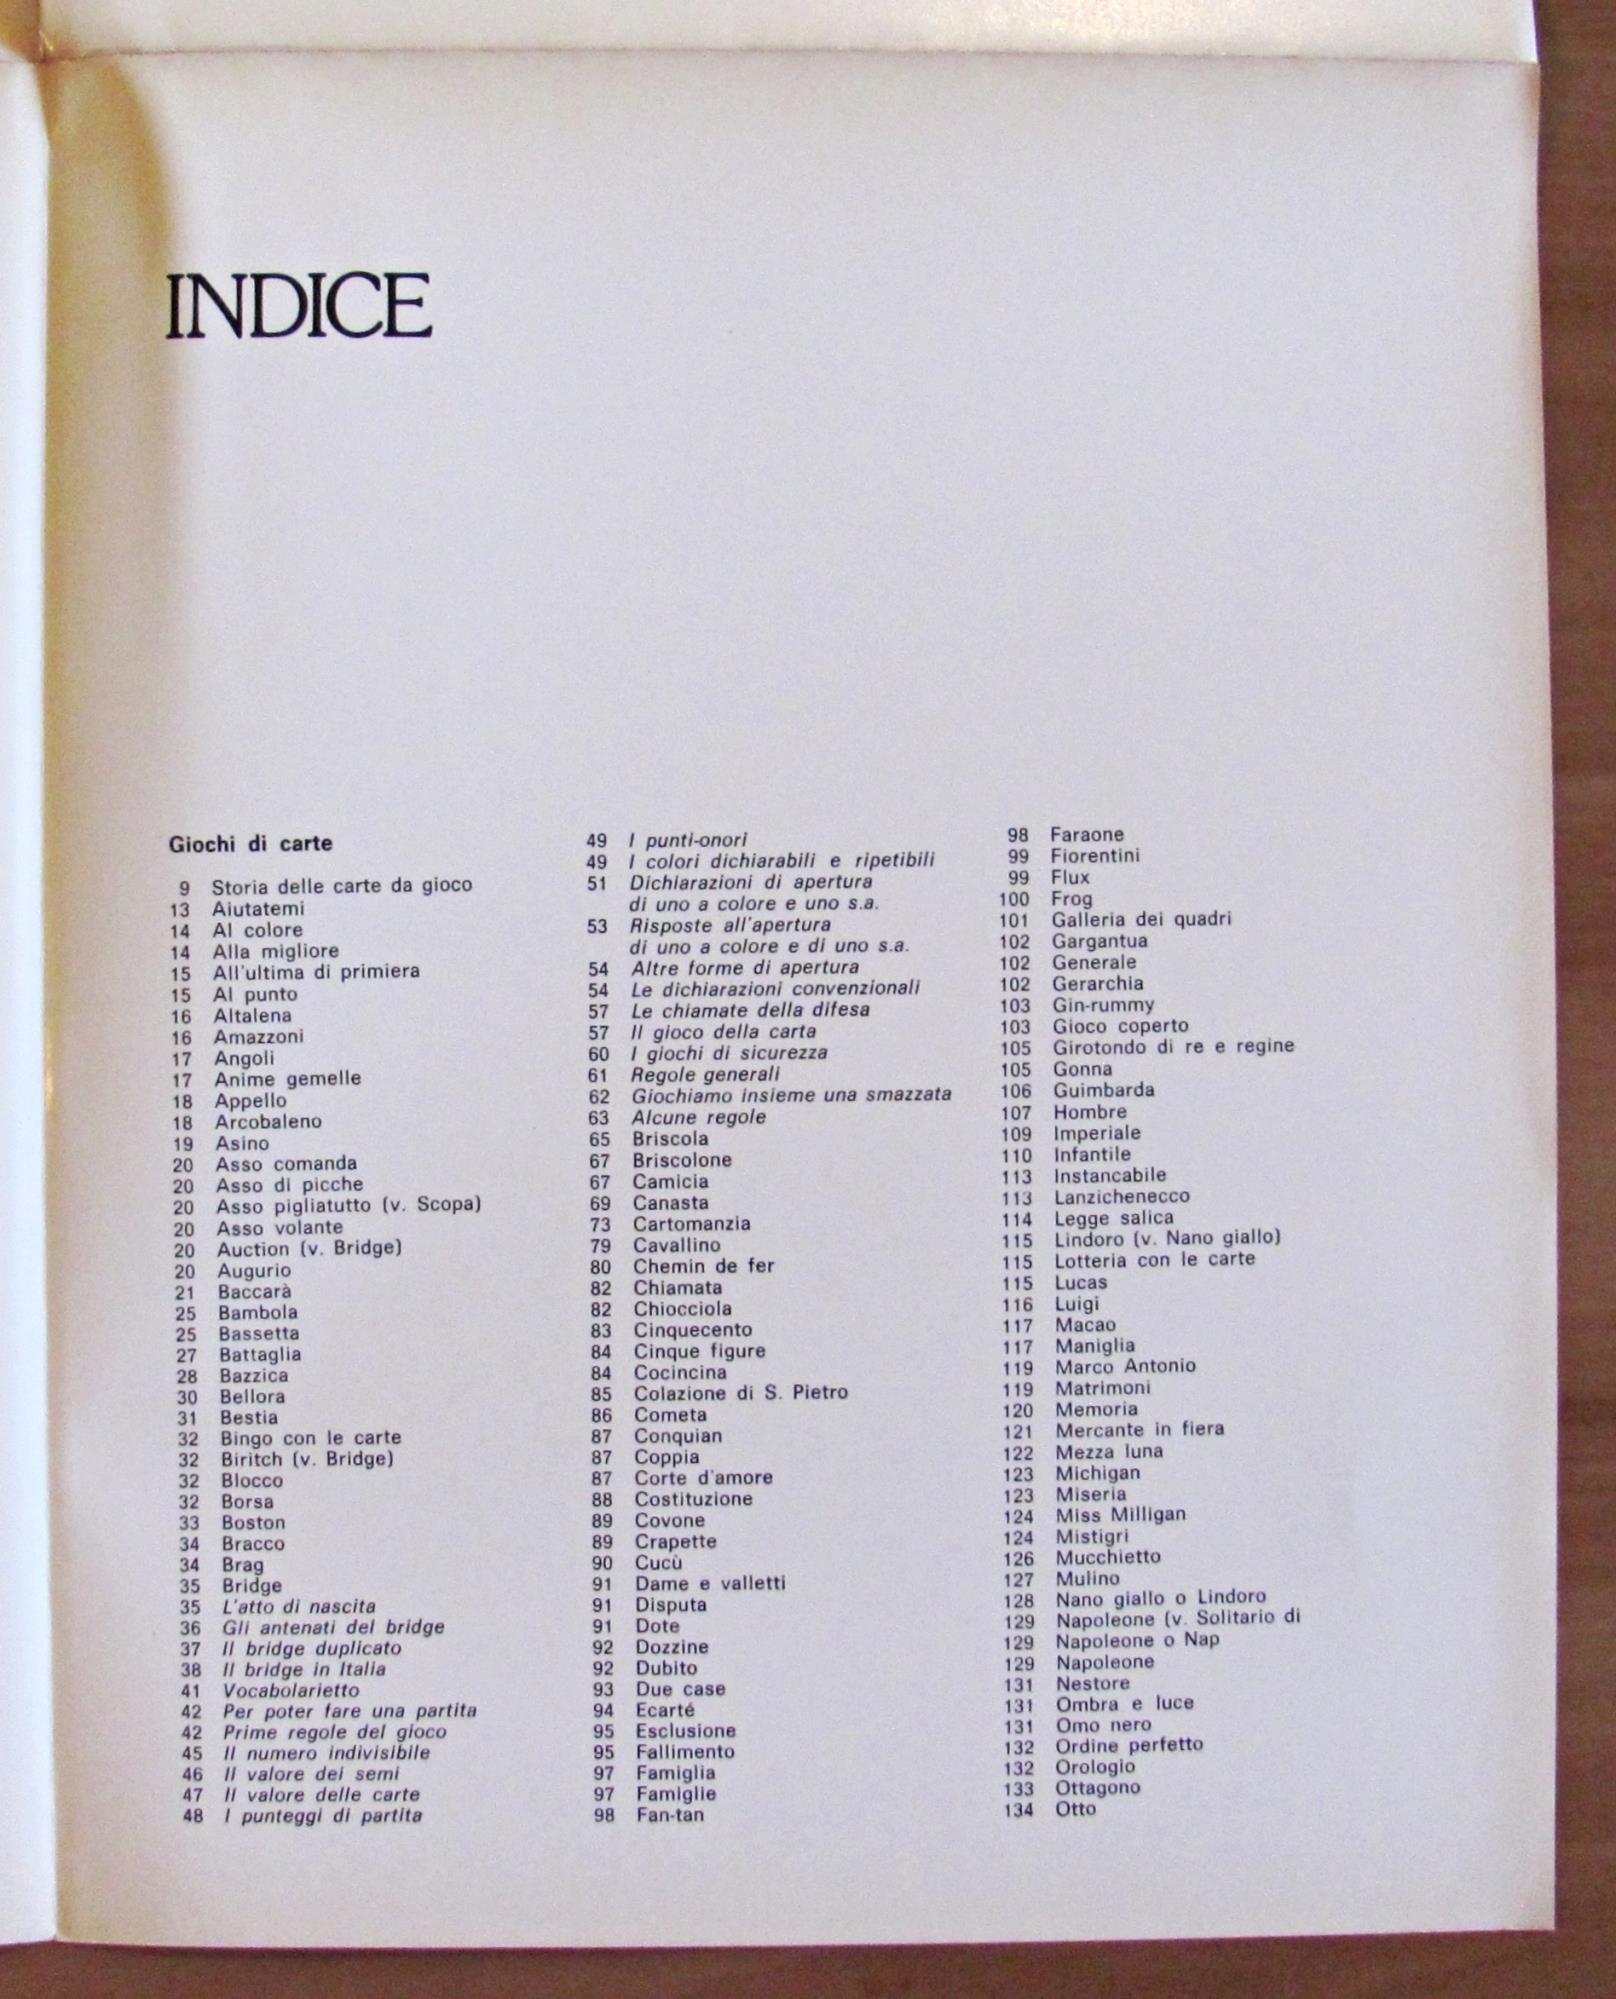 INDICE
Giochi di carte
9 Storia delle carte da gioco
13 Aiutatemi
14 Al colore
14 Alla migliore
15 All'ultima di primiera
15 Al punto
16 Altalena
16 Amazzoni
17 Angoli
17 Anime gemelle
18 Appello
18 Arcobaleno
19 Asino
20 Asso comanda
20 Asso di picche
20 Asso pigliatutto (v. Scopa)
20 Asso volante
20 Auction (v. Bridge)
20 Augurio
21 Baccarà
25 Bambola
25 Bassetta
27 Battaglia
28 Bazzica
30 Bellora
31 Bestia
32 Bingo con le carte
32 Biritch (v. Bridge)
32 Blocco
32 Borsa
33 Boston
34 Bracco
34 Brag
35 Bridge
35 L'atto di nascita
36 Gli antenati del bridge
37 Il bridge duplicato
38 Il bridge in Italia
41 Vocabolarietto
42 Per poter fare una partita
42 Prime regole del gioco
45 Il numero indivisibile
46 Il valore dei semi
47 Il valore delle carte
48 I punteggi di partita
49 I punti-onori
49 I colori dichiarabili e ripetibili
51 Dichiarazioni di apertura
di uno a colore e uno s.a.
53 Risposte all'apertura
di uno a colore e di uno s.a.
54 Altre forme di apertura
54 Le dichiarazioni convenzionali
57 Le chiamate della difesa
57 Il gioco della carta
60 I giochi di sicurezza
61 Regole generali
62 Giochiamo insieme una smazzata
63 Alcune regole
65 Briscola
67 Briscolone
67 Camicia
69 Canasta
73 Cartomanzia
79 Cavallino
80 Chemin de fer
82 Chiamata
82 Chiocciola
83 Cinquecento
84 Cinque figure
84 Cocincina
85 Colazione di S. Pietro
86 Cometa
87 Conquian
87 Coppia
87 Corte d'amore
88 Costituzione
89 Covone
89 Crapette
90 Cucù
91 Dame e valletti
91 Disputa
91 Dote
92 Dozzine
92 Dubito
93 Due case
94 Ecarté
95 Esclusione
95 Fallimento
97 Famiglia
97 Famiglie
98 Fan-tan
98 Faraone
99 Fiorentini
99 Flux
100 Frog
101 Galleria dei quadri
102 Gargantua
102 Generale
102 Gerarchia
103 Gin-rummy
103 Gioco coperto
105 Girotondo di re e regine
105 Gonna
106 Guimbarda
107 Hombre
109 Imperiale
110 Infantile
113 Instancabile
113 Lanzichenecco
114 Legge salica
115 Lindoro (v. Nano giallo)
115 Lotteria con le carte
115 Lucas
116 Luigi
117 Macao
117 Maniglia
119 Marco Antonio
119 Matrimoni
120 Memoria
121 Mercante in fiera
122 Mezza luna
123 Michigan
123 Miseria
124 Miss Milligan
124 Mistigri
126 Mucchietto
127 Mulino
128 Nano giallo o Lindoro
129 Napoleone (v. Solitario di
129 Napoleone o Nap
129 Napoleone
131 Nestore
131 Ombra e luce
131 Omo nero
132 Ordine perfetto
132 Orologio
133 Ottagono
134 Otto